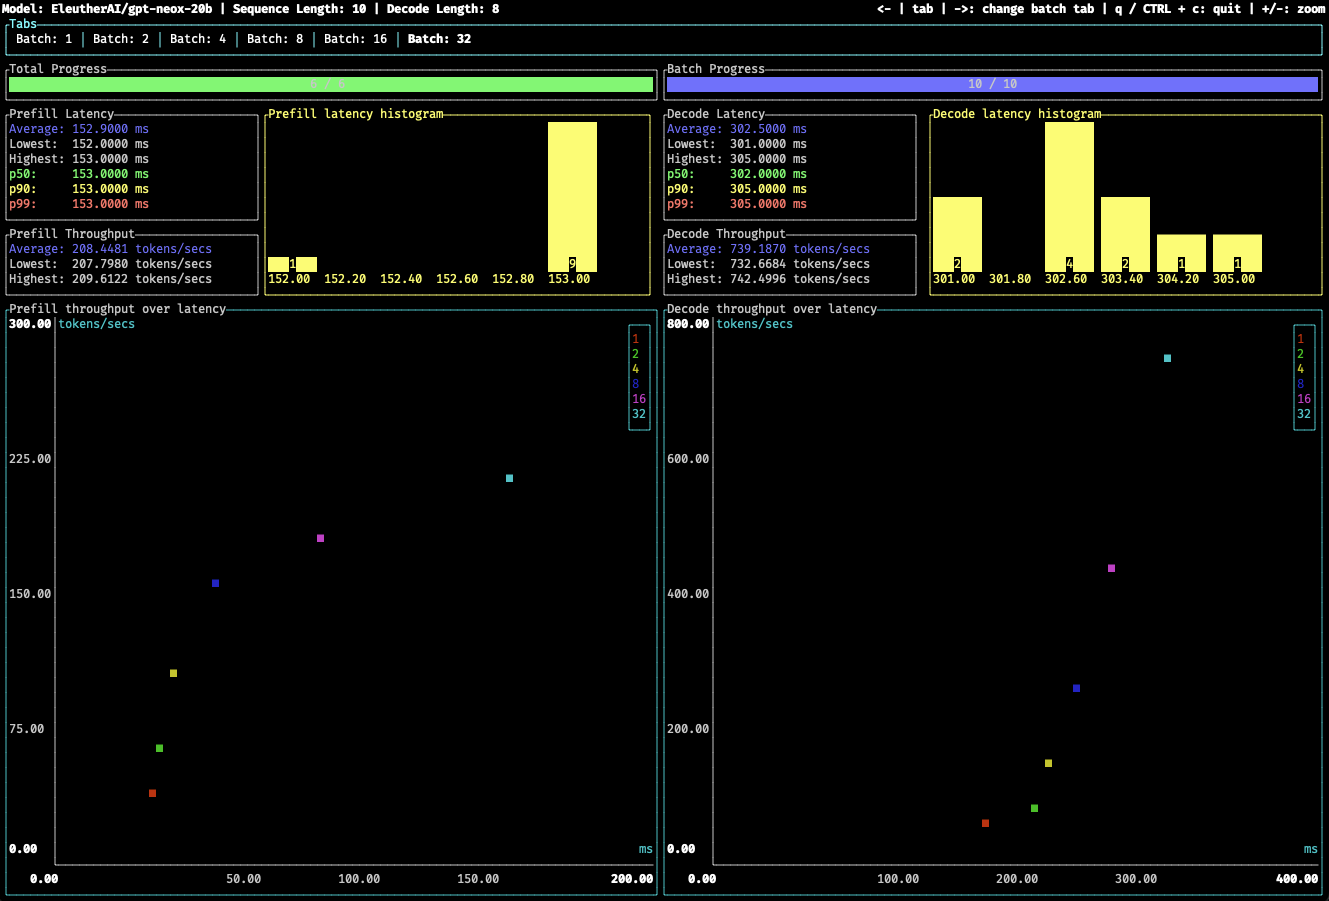 Model: EleutherAI/gpt-neox-20b | Sequence Length: 10 | Decode Length: 8
<- | tab | ->: change batch tab | q / CTRL + c: quit | +/-: zoom
Tabs
Batch: 1 │ Batch: 2 │ Batch: 4 │ Batch: 8 │ Batch: 16 │ Batch: 32
Total Progress
Batch Progress
10 / 10
Prefill Latency
Average: 152.9000 ms
Lowest: 152.0000 ms
Highest: 153.0000 ms
p50: 153.0000 ms
p90: 153.0000 ms
p99: 153.0000 ms
Prefill Throughput
Average: 208.4481 tokens/secs
Lowest: 207.7980 tokens/secs
Highest: 209.6122 tokens/secs
Prefill latency histogram
1 9
152.00 152.20 152.40 152.60 152.80 153.00
Decode Latency
Average: 302.5000 ms
Lowest: 301.0000 ms
Highest: 305.0000 ms
p50: 302.0000 ms
p90: 305.0000 ms
p99: 305.0000 ms
Decode Throughput
Average: 739.1870 tokens/secs
Lowest: 732.6684 tokens/secs
Highest: 742.4996 tokens/secs
Decode latency histogram
2 4 2 1 1
301.00 301.80 302.60 303.40 304.20 305.00
Prefill throughput over latency
300.00 tokens/secs
1
2
4
8
16
32
225.00
150.00
75.00
0.00 ms
0.00 50.00 100.00 150.00 200.00
Decode throughput over latency
800.00 tokens/secs
1
2
4
8
16
32
600.00
400.00
200.00
0.00 ms
0.00 100.00 200.00 300.00 400.00